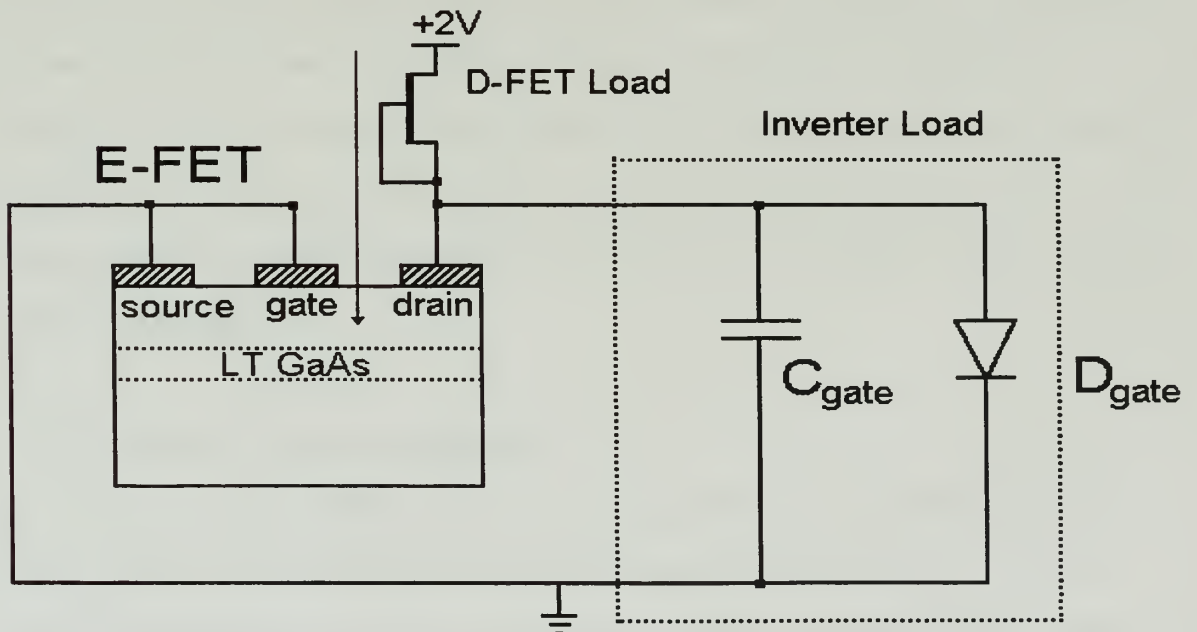 +2V
D-FET Load
Inverter Load
E-FET
source gate drain
LT GaAs
Cgate
Dgate